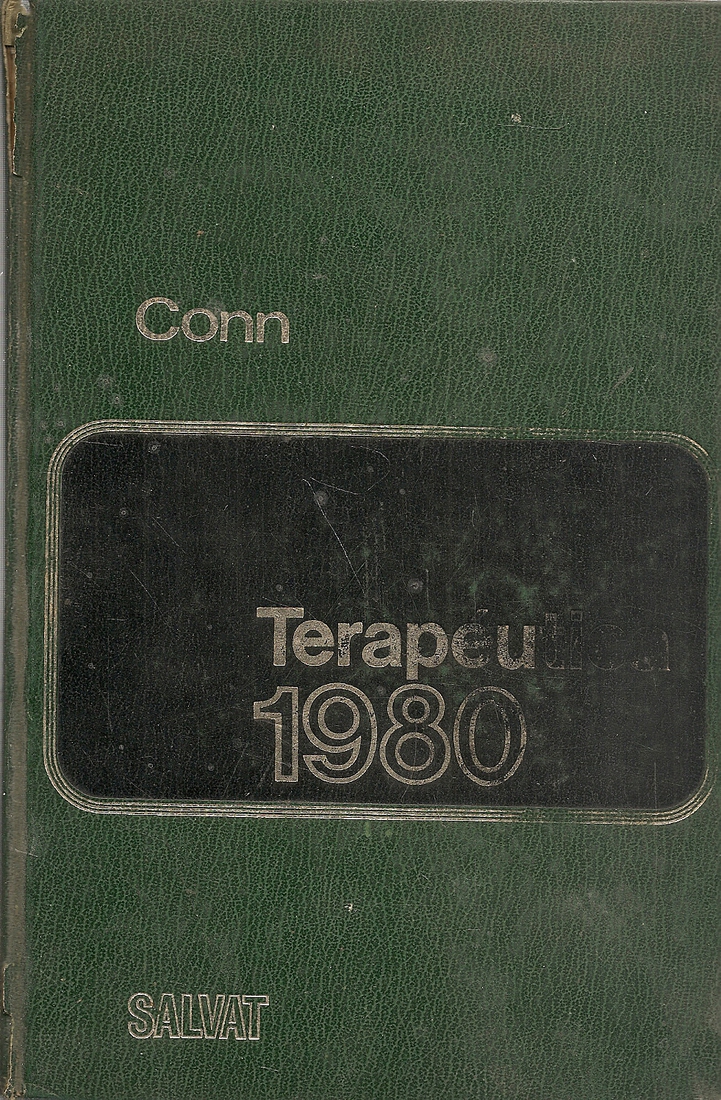 Conn
Terapéutica
1980
SALVAT